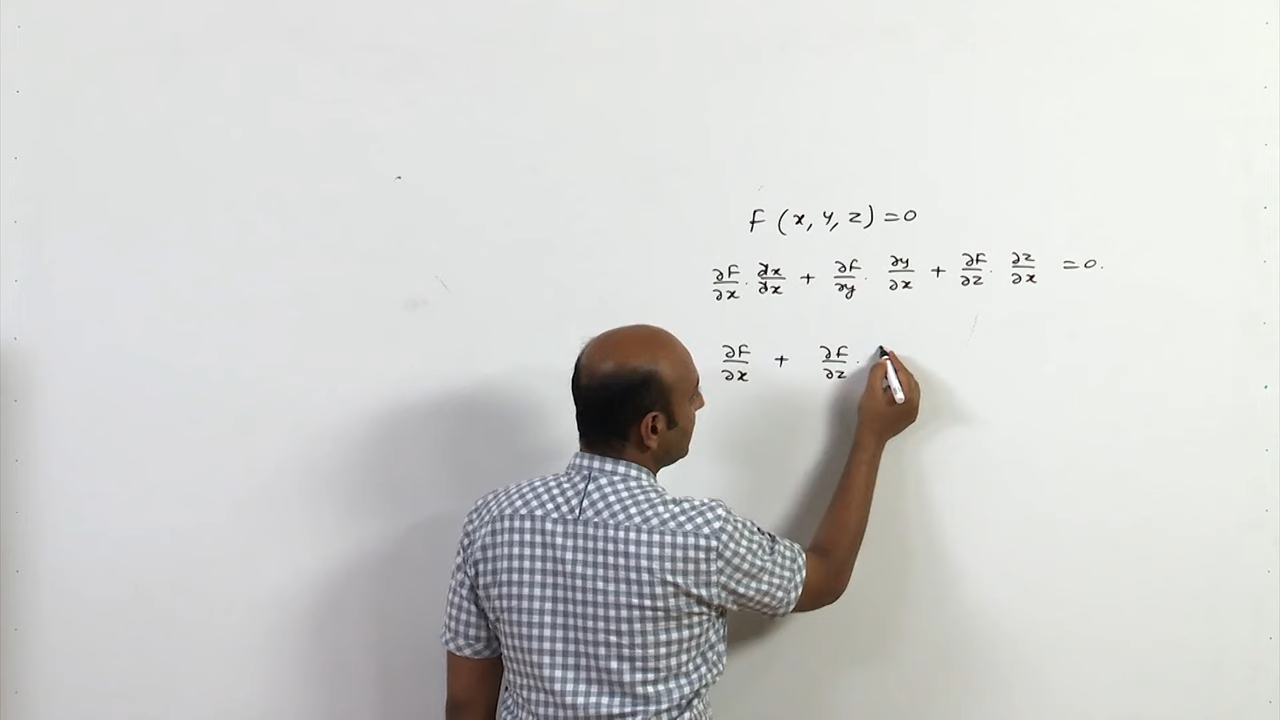 F (x, y, z) = 0
∂F/∂x · ∂x/∂x + ∂F/∂y · ∂y/∂x + ∂F/∂z · ∂z/∂x = 0.
∂F/∂x + ∂F/∂z ·